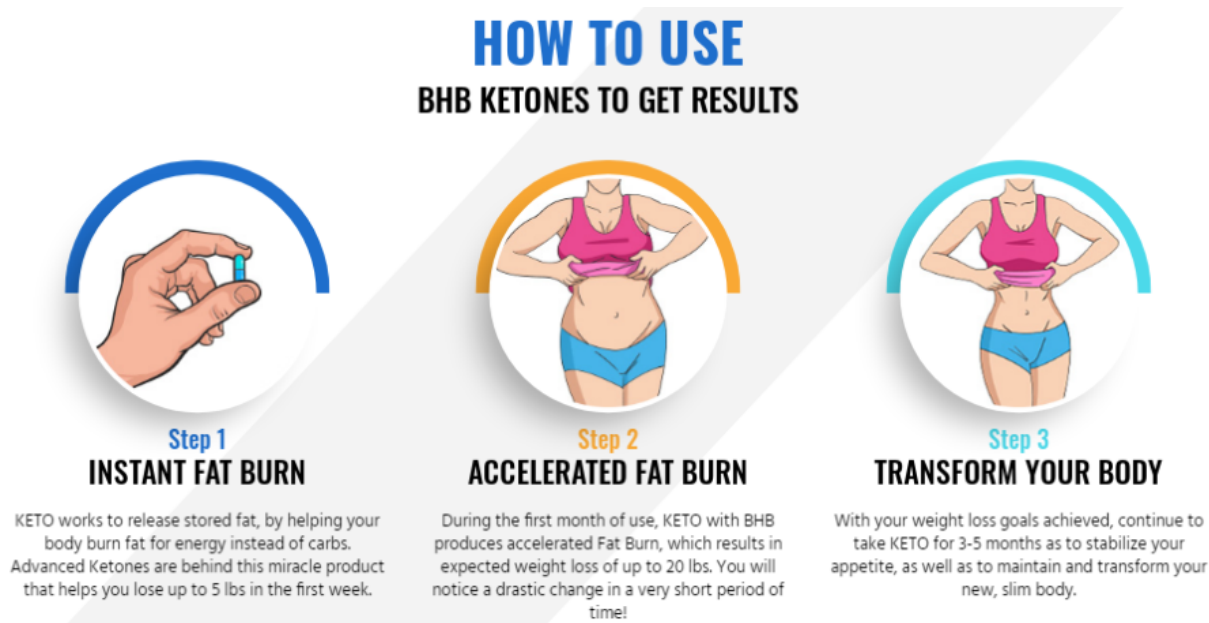 HOW TO USE
BHB KETONES TO GET RESULTS
Step 1
INSTANT FAT BURN
KETO works to release stored fat, by helping your
body burn fat for energy instead of carbs.
Advanced Ketones are behind this miracle product
that helps you lose up to 5 lbs in the first week.
Step 2
ACCELERATED FAT BURN
During the first month of use, KETO with BHB
produces accelerated Fat Burn, which results in
expected weight loss of up to 20 lbs. You will
notice a drastic change in a very short period of
time!
Step 3
TRANSFORM YOUR BODY
With your weight loss goals achieved, continue to
take KETO for 3-5 months as to stabilize your
appetite, as well as to maintain and transform your
new, slim body.